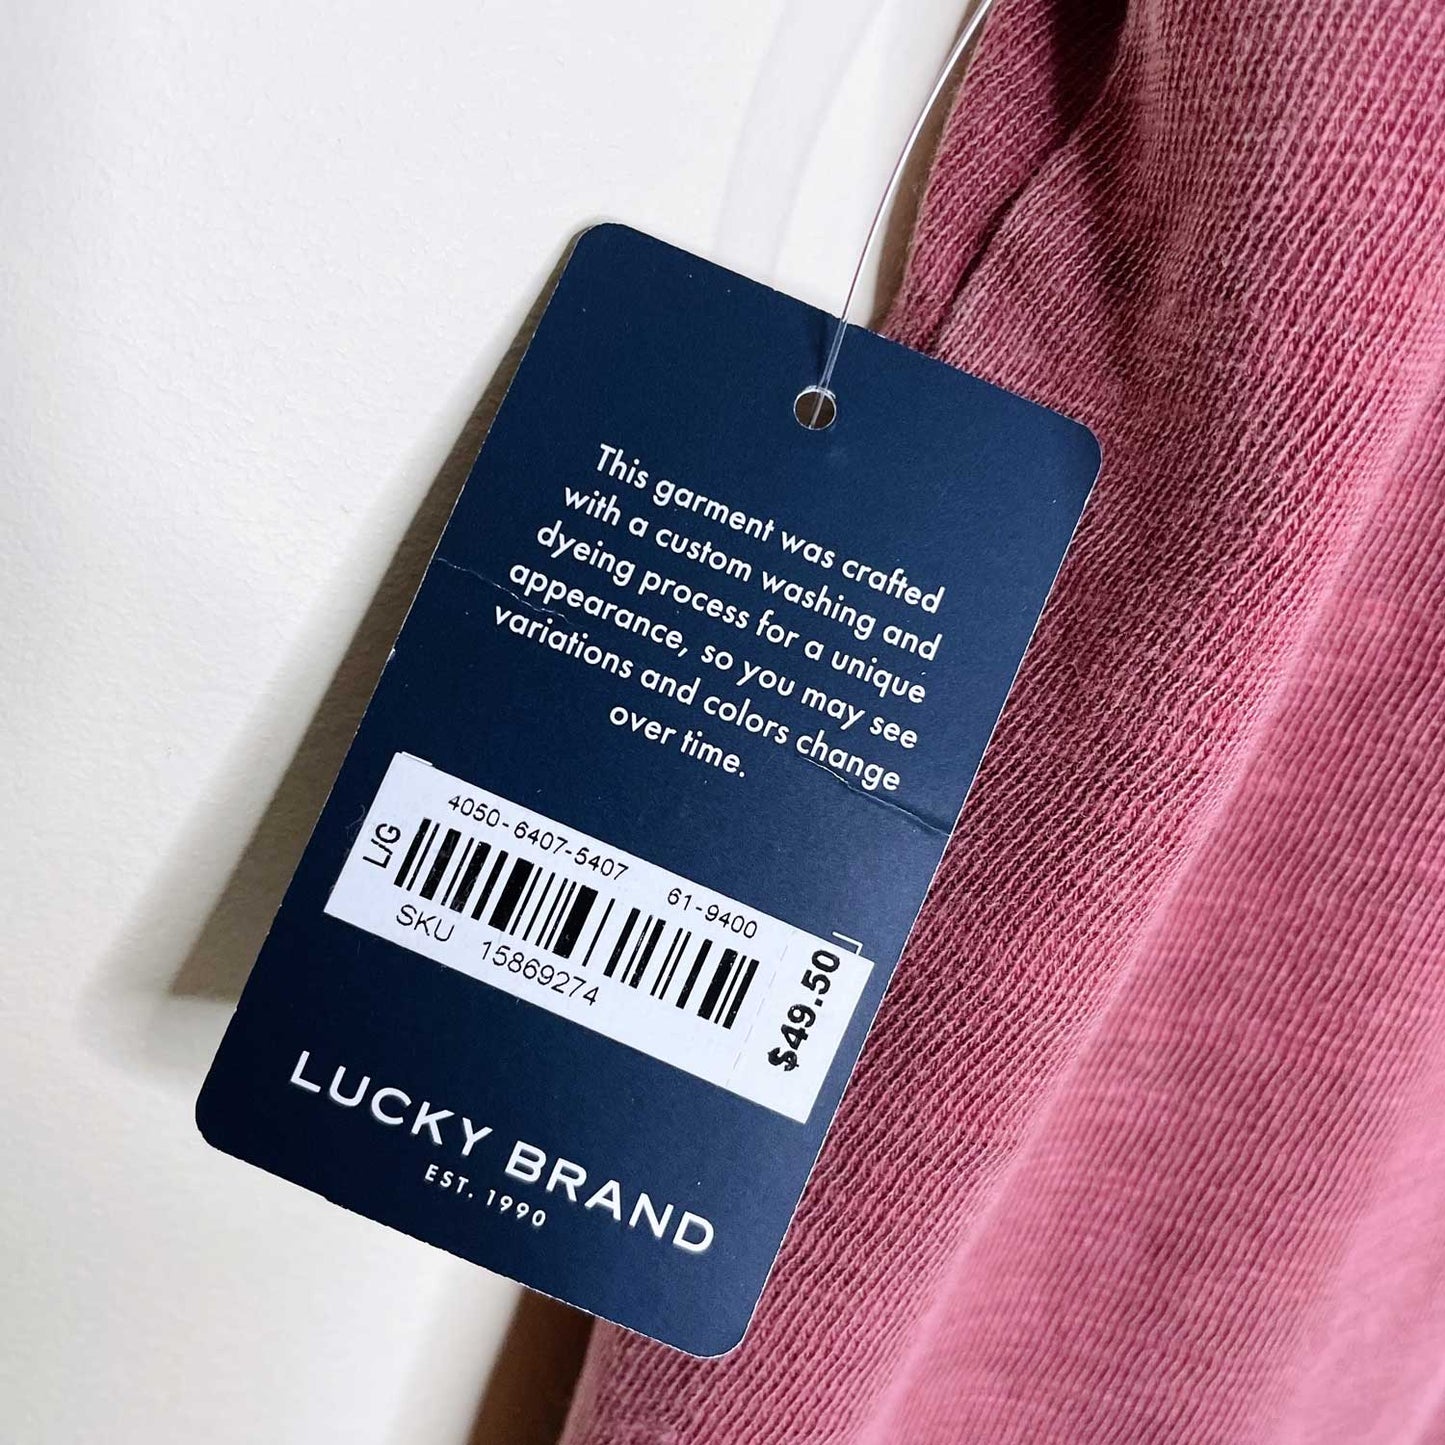 This garment was crafted
with a custom washing and
dyeing process for a unique
appearance, so you may see
variations and colors change
over time.
4050-6407-5407 61-9400
L/G
SKU 15869274
$49.50
LUCKY BRAND
EST. 1990